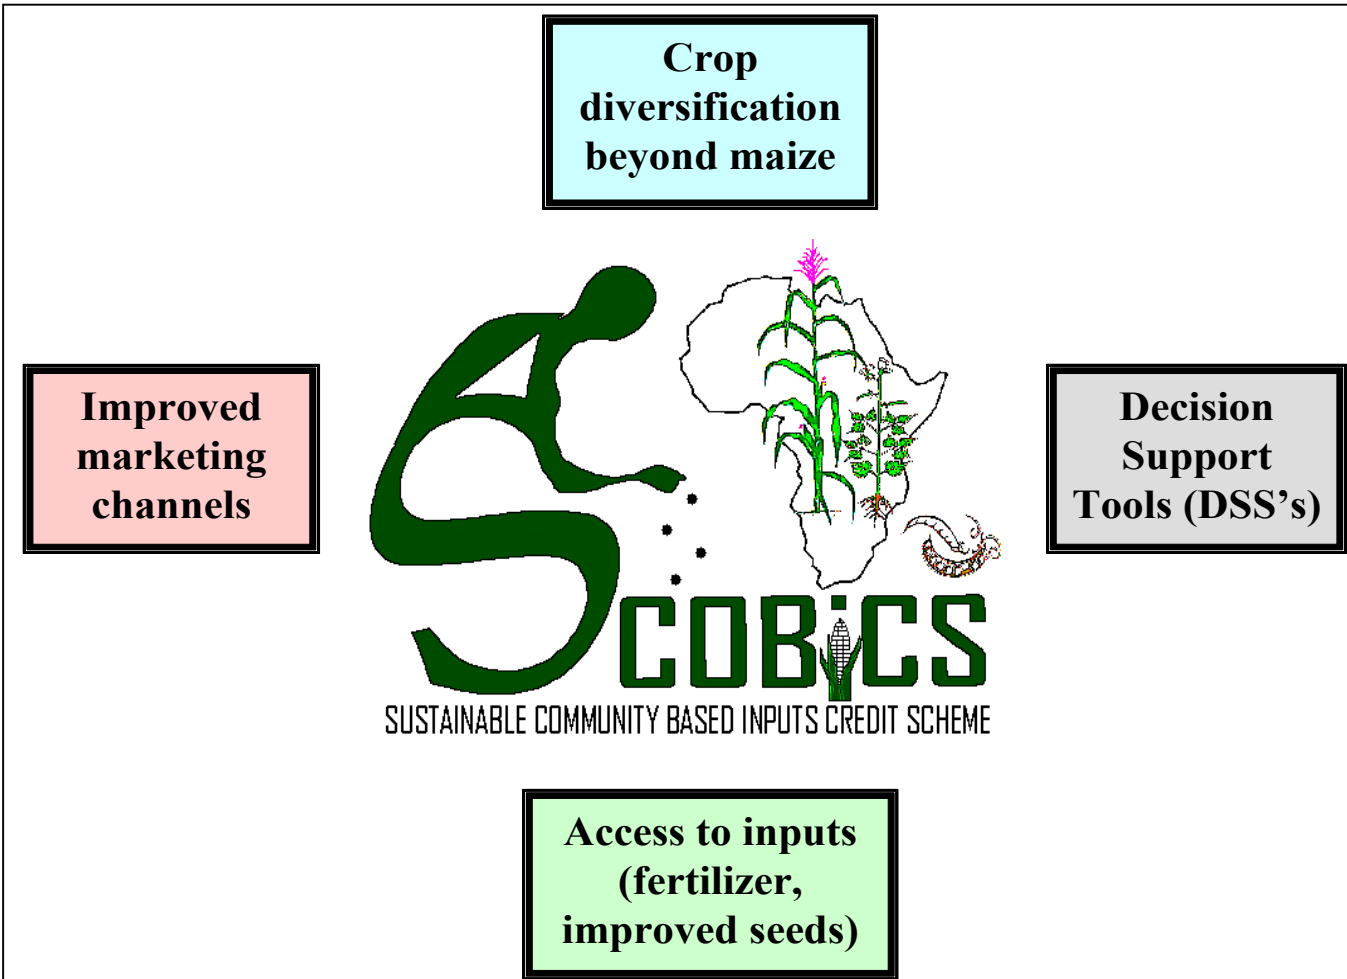 Crop
diversification
beyond maize
Improved
marketing
channels
Decision
Support
Tools (DSS’s)
SCOBiCS
SUSTAINABLE COMMUNITY BASED INPUTS CREDIT SCHEME
Access to inputs
(fertilizer,
improved seeds)